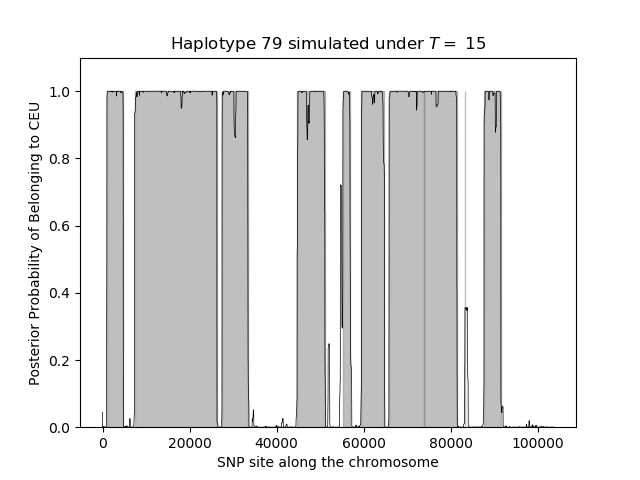 Haplotype 79 simulated under T = 15
Posterior Probability of Belonging to CEU
1.0
0.8
0.6
0.4
0.2
0.0
0 20000 40000 60000 80000 100000
SNP site along the chromosome